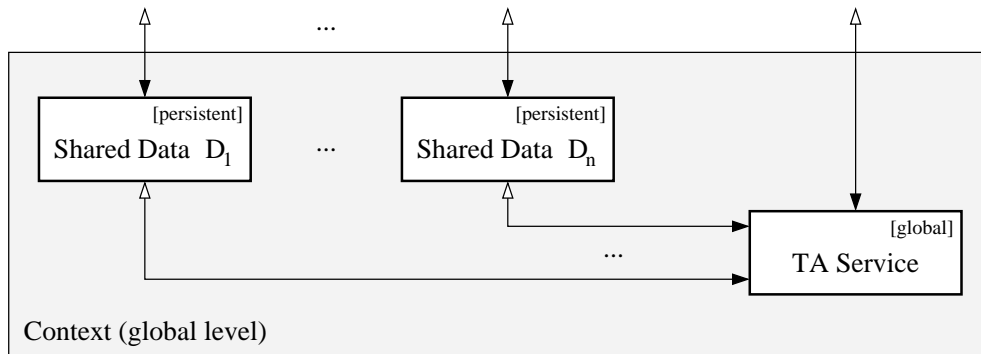 ...
[persistent]
Shared Data D1
...
[persistent]
Shared Data Dn
[global]
TA Service
...
Context (global level)